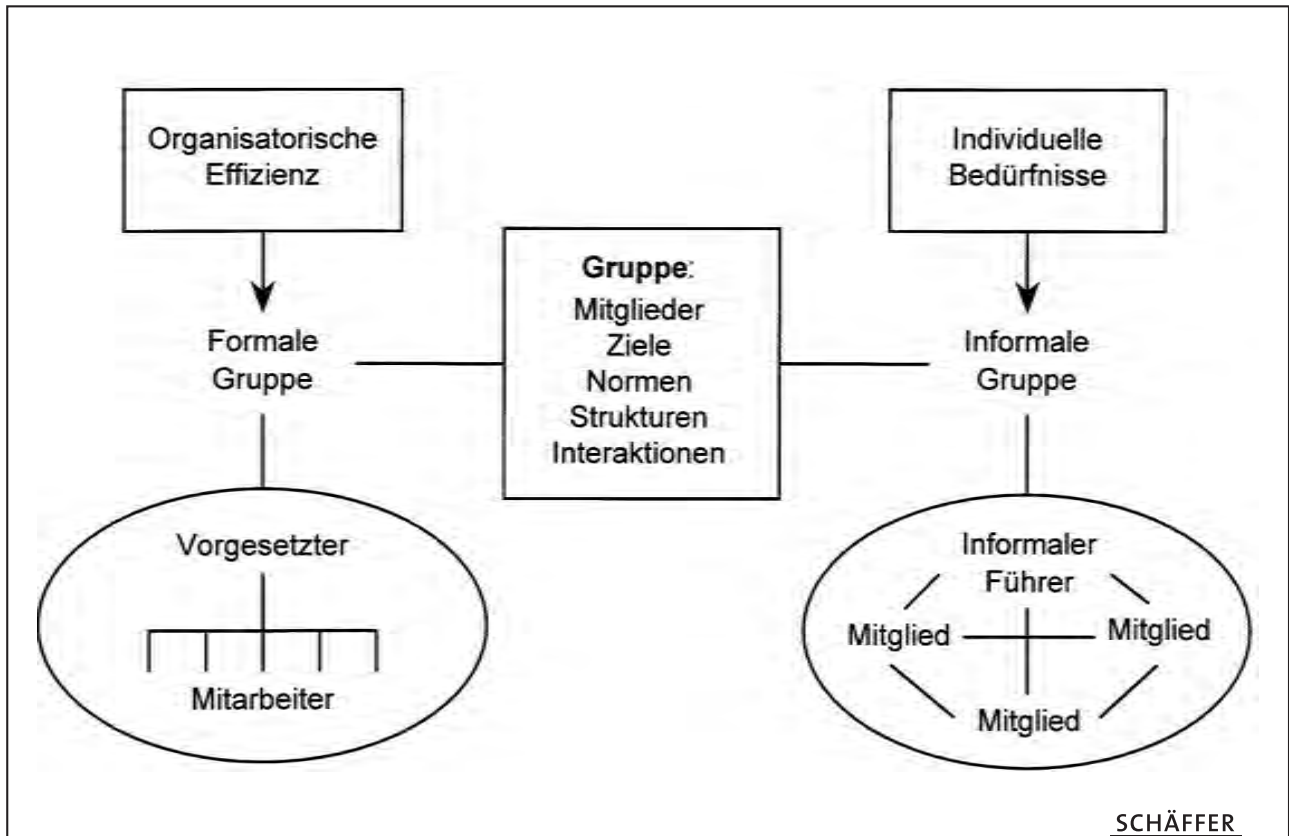 Organisatorische
Effizienz
Individuelle
Bedürfnisse
Gruppe:
Mitglieder
Ziele
Normen
Strukturen
Interaktionen
Formale
Gruppe
Informale
Gruppe
Vorgesetzter
Mitarbeiter
Informaler
Führer
Mitglied
Mitglied
Mitglied
SCHÄFFER